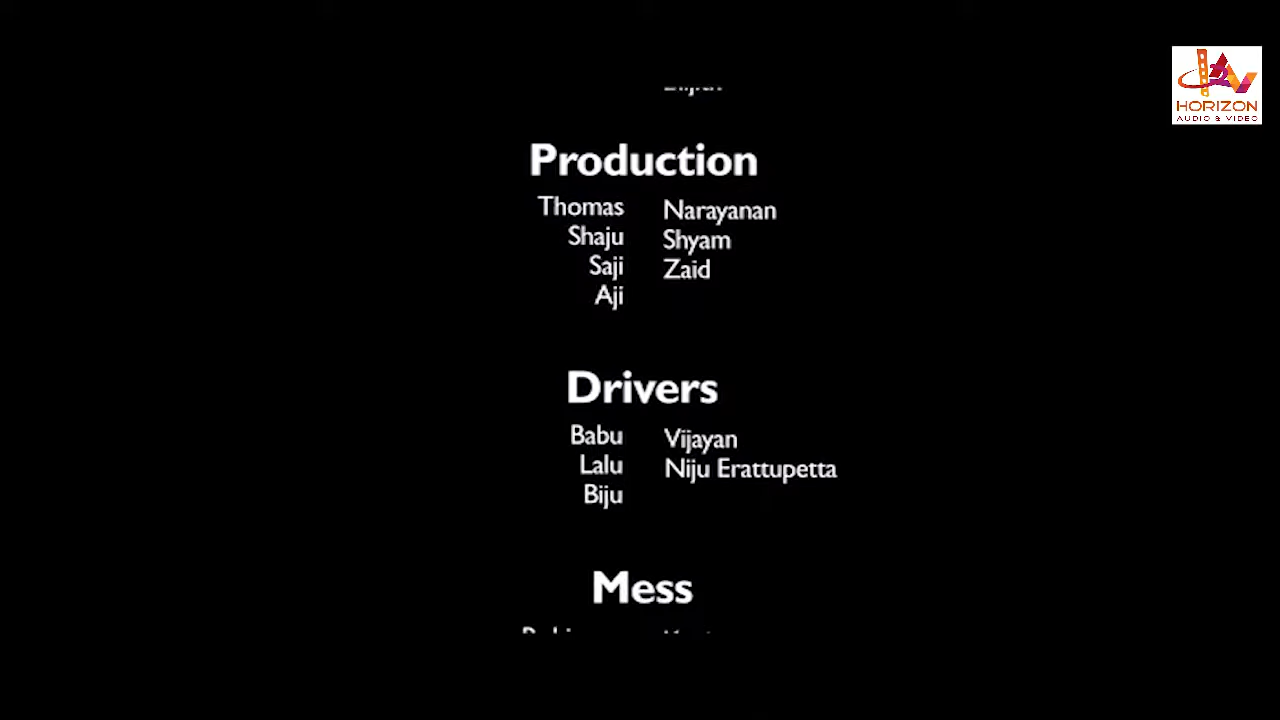 HORIZON
AUDIO & VIDEO
Production
Thomas Narayanan
Shaju Shyam
Saji Zaid
Aji
Drivers
Babu Vijayan
Lalu Niju Erattupetta
Biju
Mess